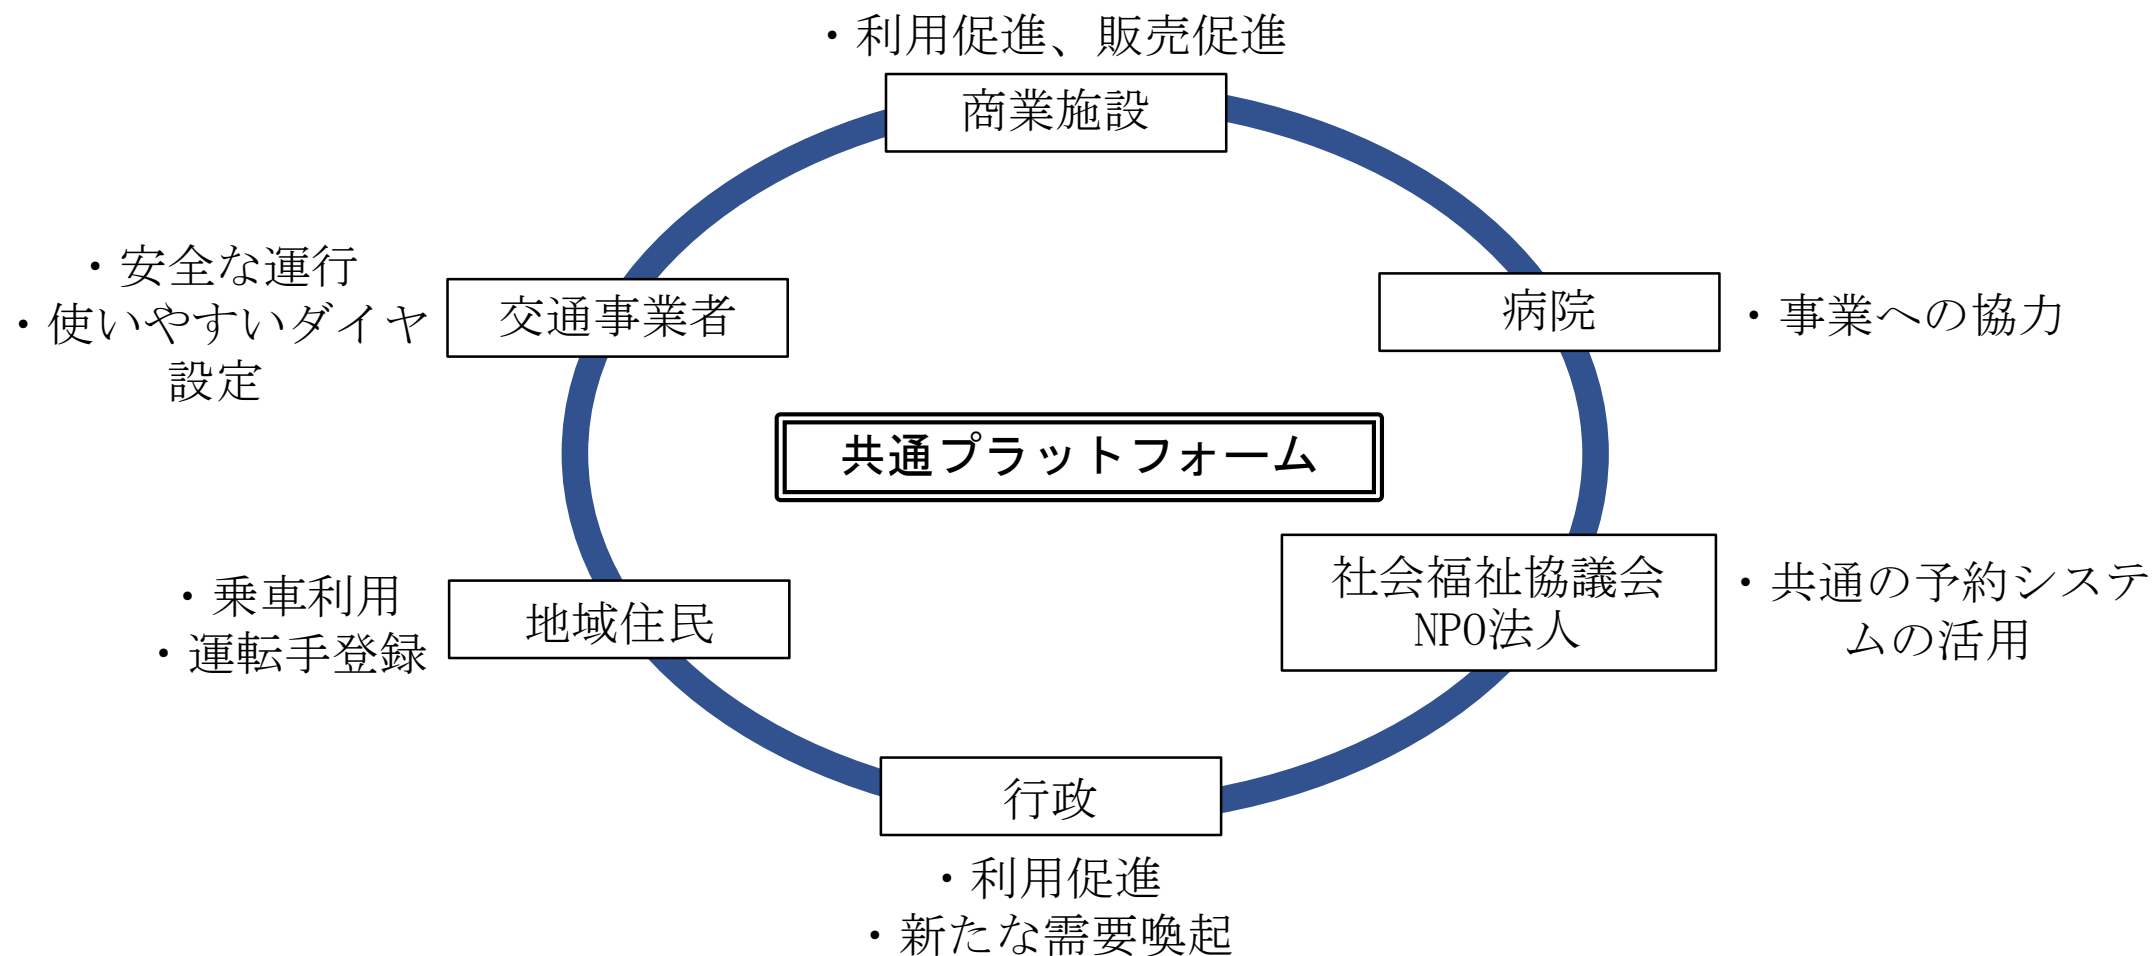 ・利用促進、販売促進
商業施設
・安全な運行
・使いやすいダイヤ
設定
交通事業者
病院
・事業への協力
共通プラットフォーム
・乗車利用
・運転手登録
地域住民
社会福祉協議会
NPO法人
・共通の予約システ
ムの活用
行政
・利用促進
・新たな需要喚起